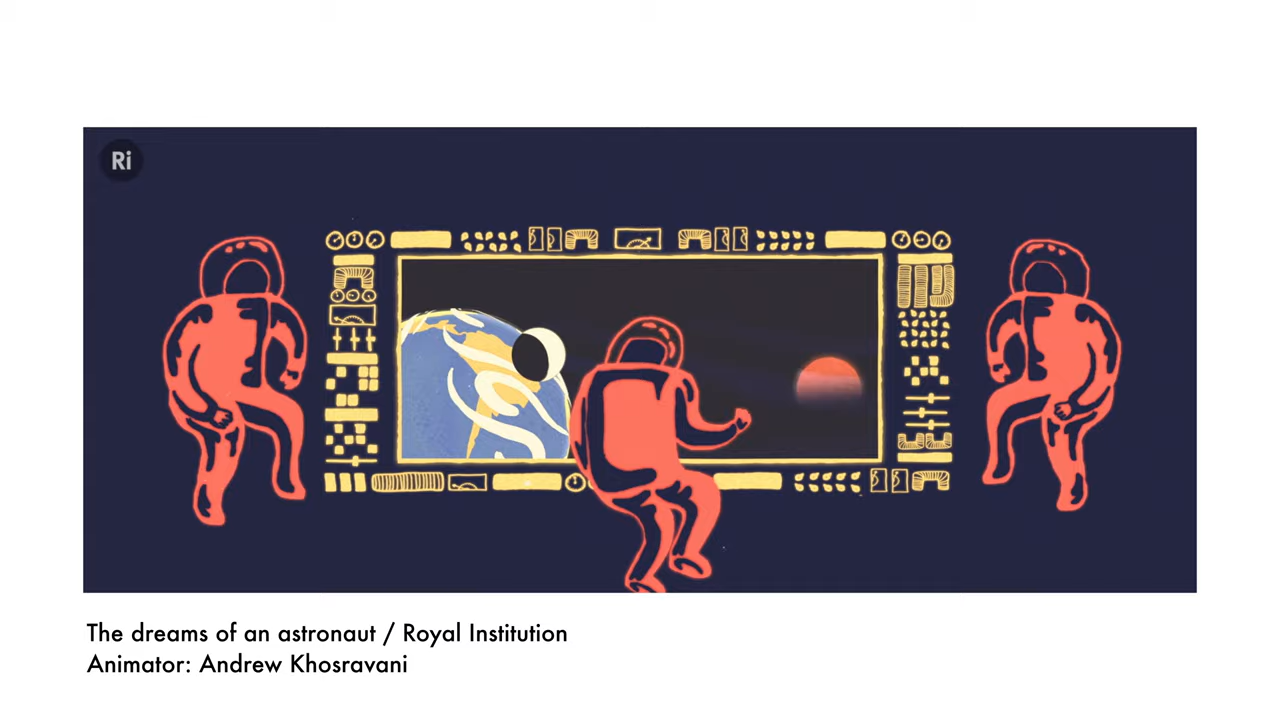 Ri
The dreams of an astronaut / Royal Institution
Animator: Andrew Khosravani